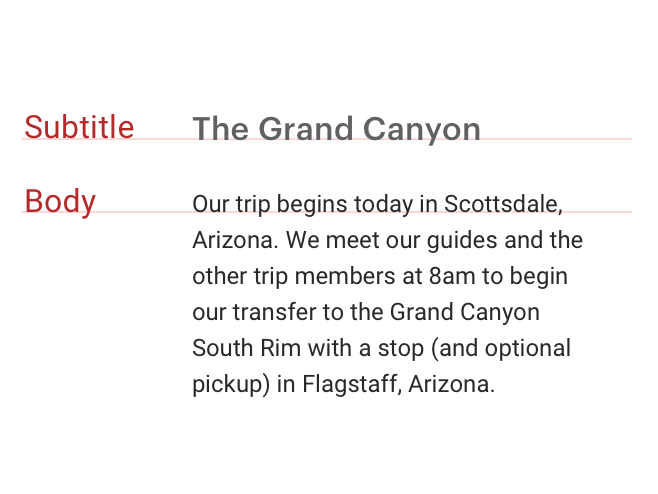 Subtitle The Grand Canyon
Body Our trip begins today in Scottsdale,
Arizona. We meet our guides and the
other trip members at 8am to begin
our transfer to the Grand Canyon
South Rim with a stop (and optional
pickup) in Flagstaff, Arizona.